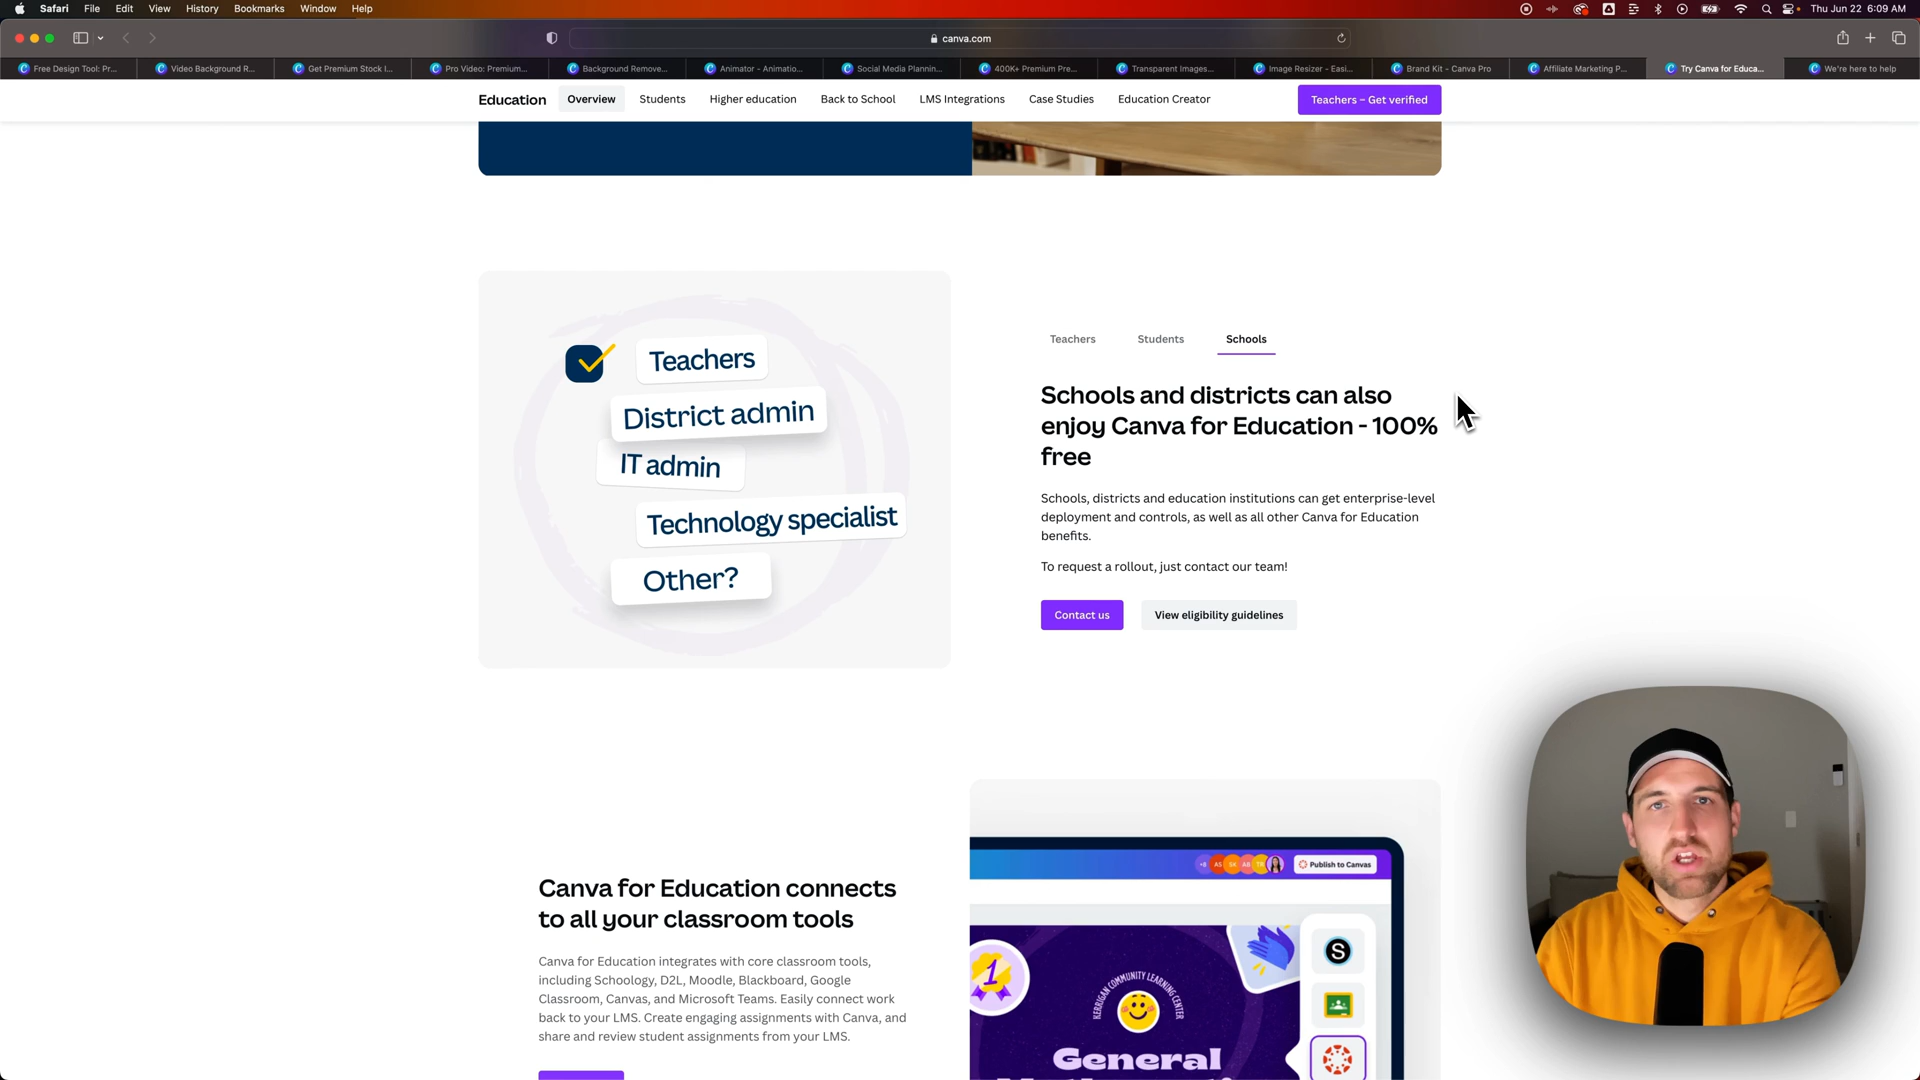 Safari File Edit View History Bookmarks Window Help Thu Jun 22 6:09 AM
canva.com
Free Design Tool: Pr... Video Background R... Get Premium Stock I... Pro Video: Premium... Background Remove... Animator - Animatio... Social Media Plannin... 400K+ Premium Pre... Transparent Images... Image Resizer - Easi... Brand Kit - Canva Pro Affiliate Marketing P... Try Canva for Educa... We're here to help
Education Overview Students Higher education Back to School LMS Integrations Case Studies Education Creator Teachers – Get verified
Teachers
District admin
IT admin
Technology specialist
Other?
Teachers Students Schools
Schools and districts can also
enjoy Canva for Education - 100%
free
Schools, districts and education institutions can get enterprise-level
deployment and controls, as well as all other Canva for Education
benefits.
To request a rollout, just contact our team!
Contact us View eligibility guidelines
Canva for Education connects
to all your classroom tools
Canva for Education integrates with core classroom tools,
including Schoology, D2L, Moodle, Blackboard, Google
Classroom, Canvas, and Microsoft Teams. Easily connect work
back to your LMS. Create engaging assignments with Canva, and
share and review student assignments from your LMS.
Publish to Canvas
S
1
KERRIGAN COMMUNITY LEARNING CENTER
General